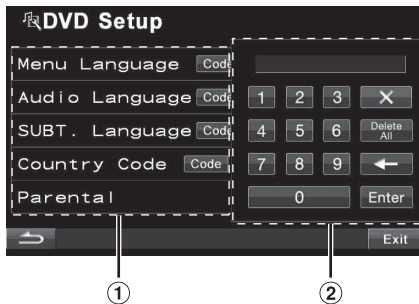 DVD Setup
Menu Language Code
Audio Language Code
SUBT. Language Code
Country Code Code
Parental
1 2 3
4 5 6 Delete All
7 8 9
0 Enter
Exit
1 2